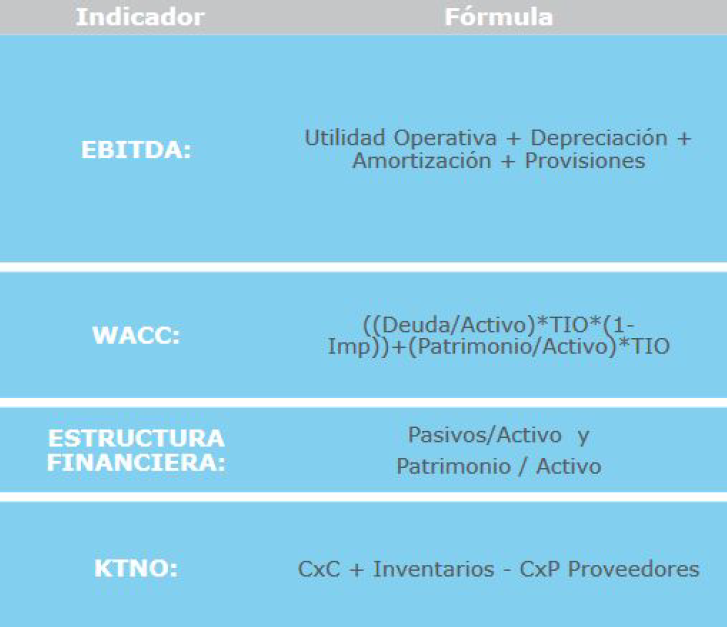 Indicador
Fórmula
EBITDA:
Utilidad Operativa + Depreciación +
Amortización + Provisiones
WACC:
((Deuda/Activo)*TIO*(1-
Imp))+(Patrimonio/Activo)*TIO
ESTRUCTURA
FINANCIERA:
Pasivos/Activo y
Patrimonio / Activo
KTNO:
CxC + Inventarios - CxP Proveedores